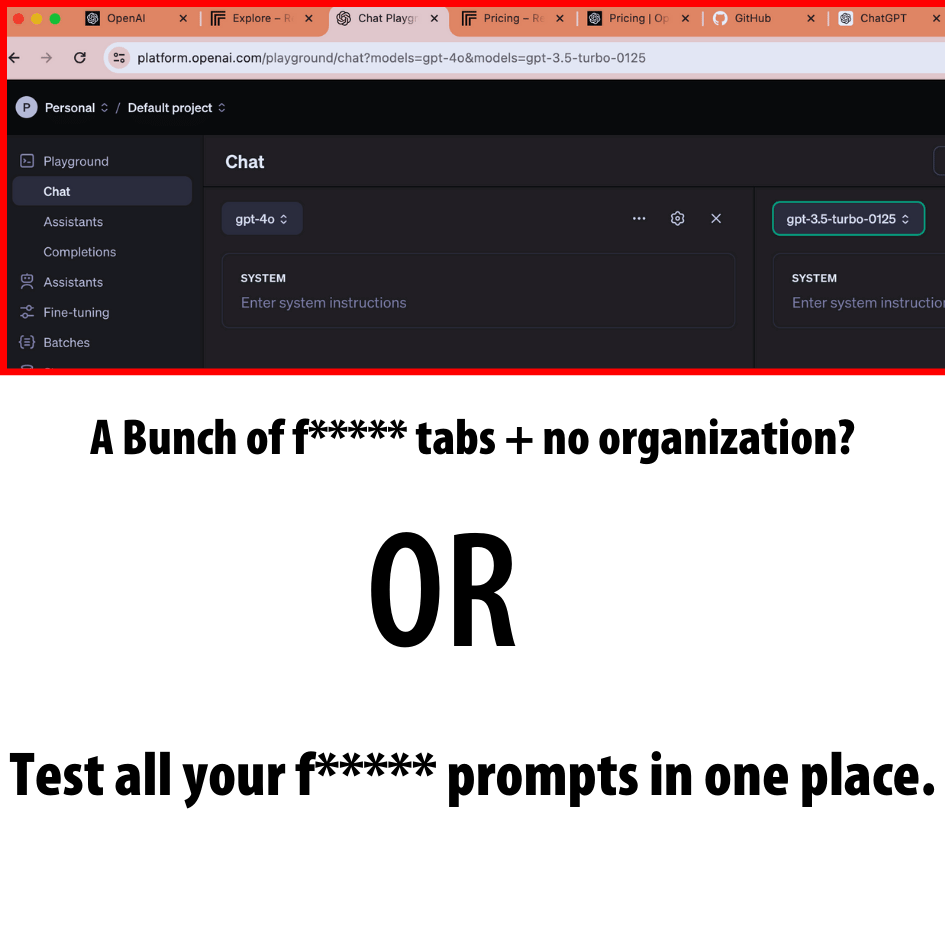 OpenAI
Explore – R
Chat Playgr
Pricing – Re
Pricing | Op
GitHub
ChatGPT
platform.openai.com/playground/chat?models=gpt-4o&models=gpt-3.5-turbo-0125
P Personal / Default project
Playground
Chat
Assistants
Completions
Assistants
Fine-tuning
Batches
Chat
gpt-4o
gpt-3.5-turbo-0125
SYSTEM
Enter system instructions
SYSTEM
Enter system instruction
A Bunch of f***** tabs + no organization?
OR
Test all your f***** prompts in one place.